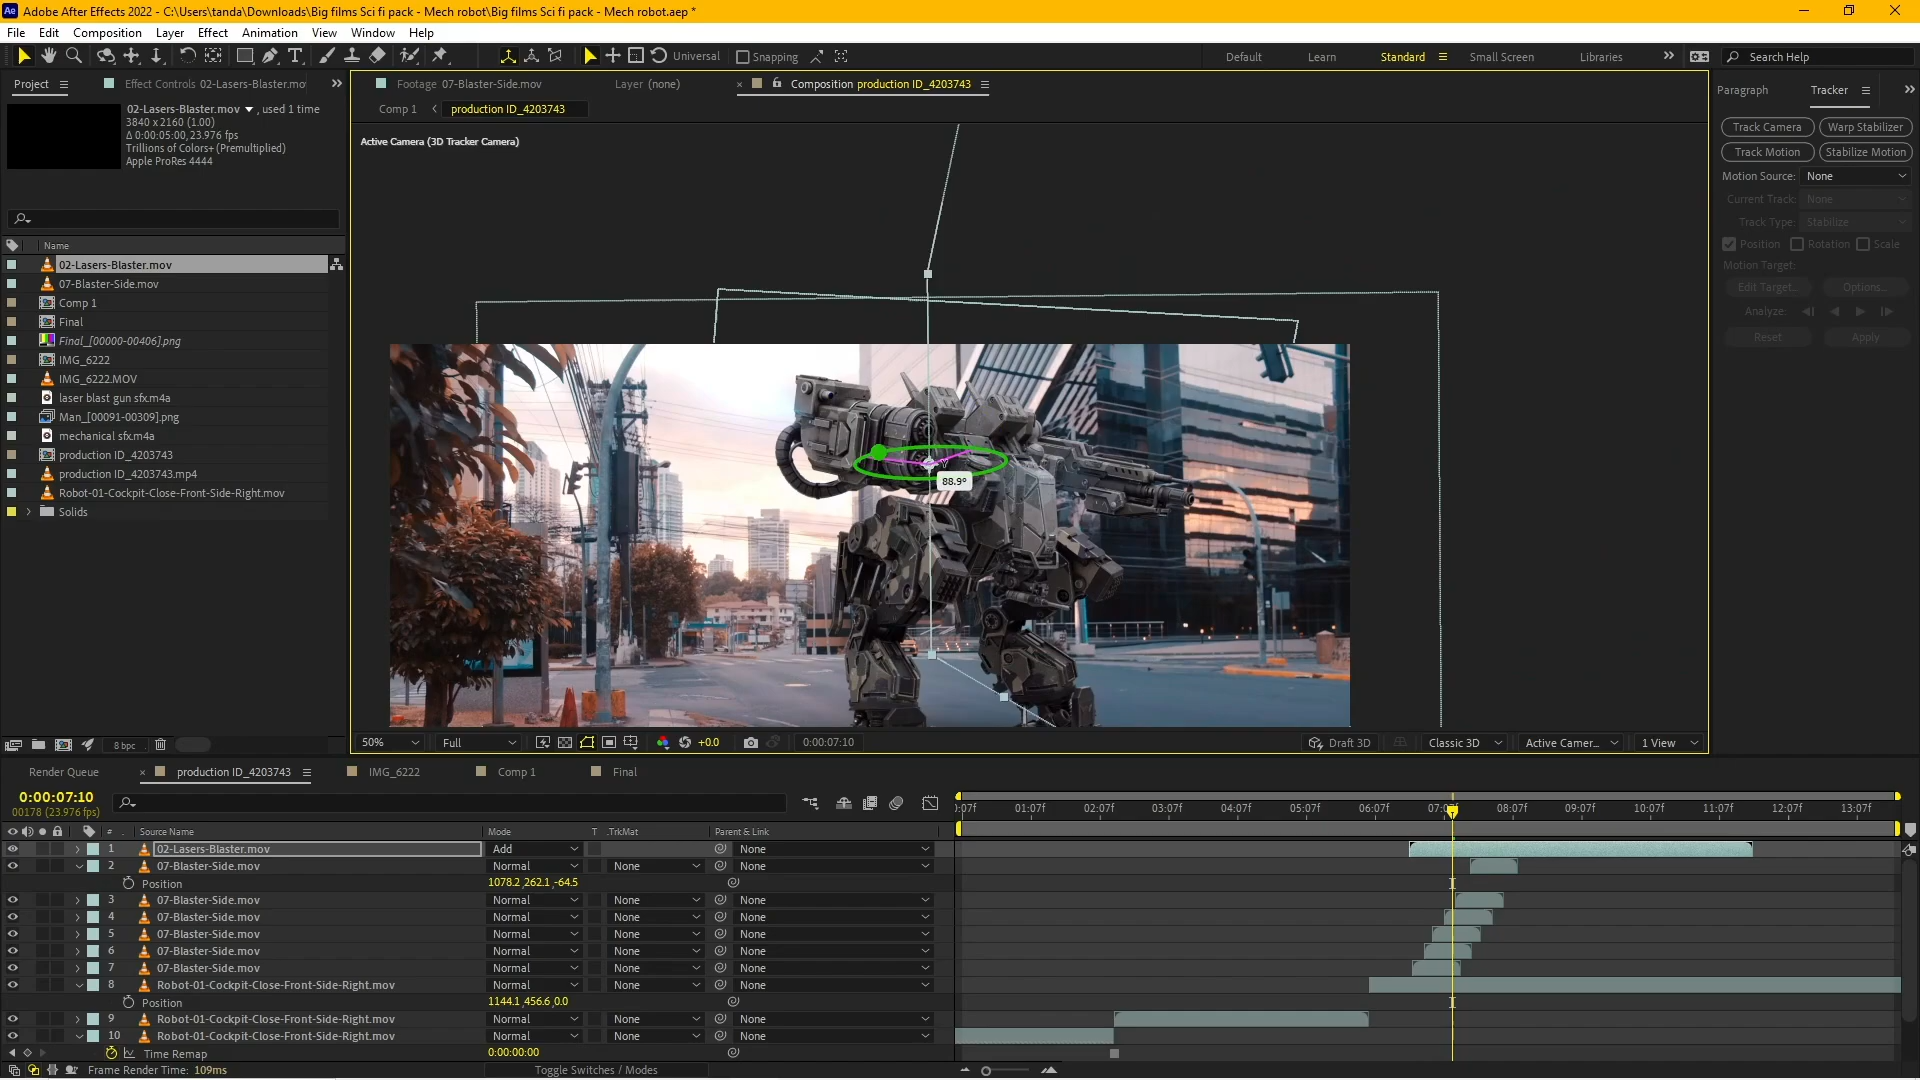 Adobe After Effects 2022 - C:\Users\tanda\Downloads\Big films Sci fi pack - Mech robot\Big films Sci fi pack - Mech robot.aep *
File Edit Composition Layer Effect Animation View Window Help
Universal Snapping Default Learn Standard Small Screen Libraries Search Help
Project Effect Controls 02-Lasers-Blaster.mo
02-Lasers-Blaster.mov , used 1 time
3840 x 2160 (1.00)
Δ 0:00:05:00, 23.976 fps
Trillions of Colors+ (Premultiplied)
Apple ProRes 4444
Name
02-Lasers-Blaster.mov
07-Blaster-Side.mov
Comp 1
Final
Final_[00000-00406].png
IMG_6222
IMG_6222.MOV
laser blast gun sfx.m4a
Man_[00091-00309].png
mechanical sfx.m4a
production ID_4203743
production ID_4203743.mp4
Robot-01-Cockpit-Close-Front-Side-Right.mov
Solids
8 bpc
Footage 07-Blaster-Side.mov Layer (none) × Composition production ID_4203743
Comp 1 production ID_4203743
Active Camera (3D Tracker Camera)
Y
88.9°
50% Full +0.0 0:00:07:10 Draft 3D Classic 3D Active Camer... 1 View
Paragraph Tracker
Track Camera Warp Stabilizer
Track Motion Stabilize Motion
Motion Source: None
Current Track: None
Track Type: Stabilize
Position Rotation Scale
Motion Target:
Edit Target... Options...
Analyze:
Reset Apply
Render Queue × production ID_4203743 IMG_6222 Comp 1 Final
0:00:07:10
00178 (23.976 fps)
:07f 01:07f 02:07f 03:07f 04:07f 05:07f 06:07f 07:07f 08:07f 09:07f 10:07f 11:07f 12:07f 13:07f
# Source Name Mode T .TrkMat Parent & Link
1 02-Lasers-Blaster.mov Add None
2 07-Blaster-Side.mov Normal None None
Position 1078.2,262.1,-64.5
3 07-Blaster-Side.mov Normal None None
4 07-Blaster-Side.mov Normal None None
5 07-Blaster-Side.mov Normal None None
6 07-Blaster-Side.mov Normal None None
7 07-Blaster-Side.mov Normal None None
8 Robot-01-Cockpit-Close-Front-Side-Right.mov Normal None None
Position 1144.1,456.6,0.0
9 Robot-01-Cockpit-Close-Front-Side-Right.mov Normal None None
10 Robot-01-Cockpit-Close-Front-Side-Right.mov Normal None None
Time Remap 0:00:00:00
Frame Render Time: 109ms Toggle Switches / Modes